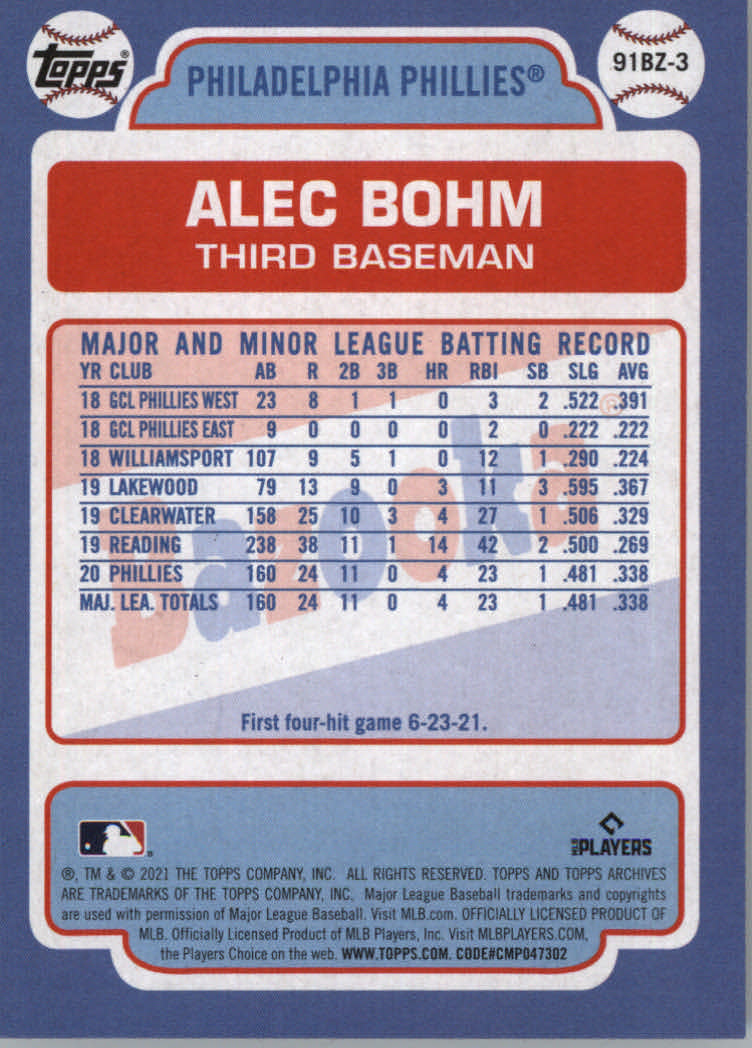 Topps®
PHILADELPHIA PHILLIES®
91BZ-3
ALEC BOHM
THIRD BASEMAN
MAJOR AND MINOR LEAGUE BATTING RECORD
YR CLUB AB R 2B 3B HR RBI SB SLG AVG
18 GCL PHILLIES WEST 23 8 1 1 0 3 2 .522 .391
18 GCL PHILLIES EAST 9 0 0 0 0 2 0 .222 .222
18 WILLIAMSPORT 107 9 5 1 0 12 1 .290 .224
19 LAKEWOOD 79 13 9 0 3 11 3 .595 .367
19 CLEARWATER 158 25 10 3 4 27 1 .506 .329
19 READING 238 38 11 1 14 42 2 .500 .269
20 PHILLIES 160 24 11 0 4 23 1 .481 .338
MAJ. LEA. TOTALS 160 24 11 0 4 23 1 .481 .338
Bazooka®
First four-hit game 6-23-21.
MLB PLAYERS
®, TM & © 2021 THE TOPPS COMPANY, INC. ALL RIGHTS RESERVED. TOPPS AND TOPPS ARCHIVES
ARE TRADEMARKS OF THE TOPPS COMPANY, INC. Major League Baseball trademarks and copyrights
are used with permission of Major League Baseball. Visit MLB.com. OFFICIALLY LICENSED PRODUCT OF
MLB. Officially Licensed Product of MLB Players, Inc. Visit MLBPLAYERS.COM,
the Players Choice on the web. WWW.TOPPS.COM. CODE#CMP047302